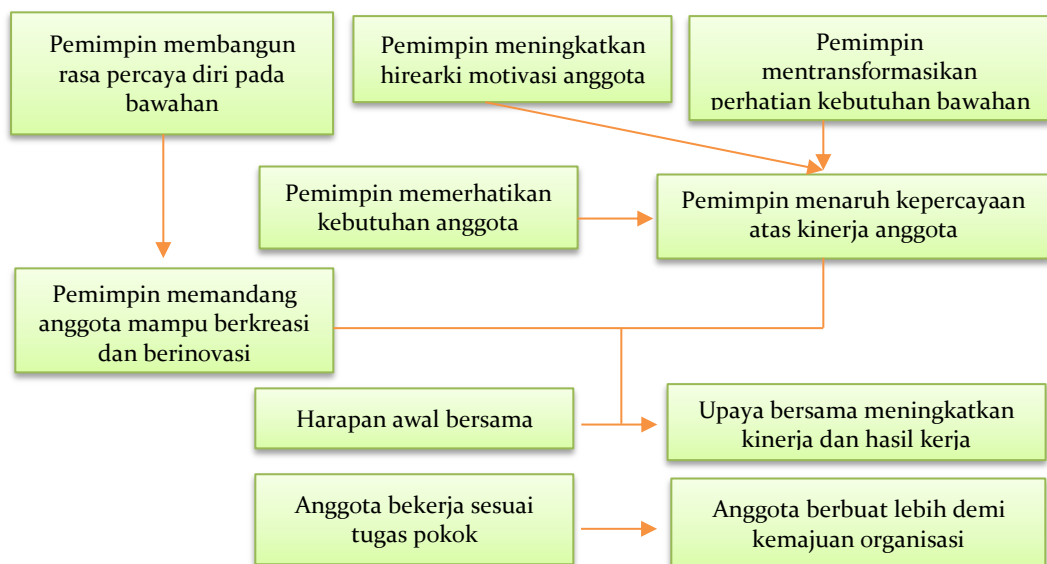 Pemimpin membangun
rasa percaya diri pada
bawahan
Pemimpin meningkatkan
hirearki motivasi anggota
Pemimpin
mentransformasikan
perhatian kebutuhan bawahan
Pemimpin memerhatikan
kebutuhan anggota
Pemimpin menaruh kepercayaan
atas kinerja anggota
Pemimpin memandang
anggota mampu berkreasi
dan berinovasi
Harapan awal bersama
Upaya bersama meningkatkan
kinerja dan hasil kerja
Anggota bekerja sesuai
tugas pokok
Anggota berbuat lebih demi
kemajuan organisasi